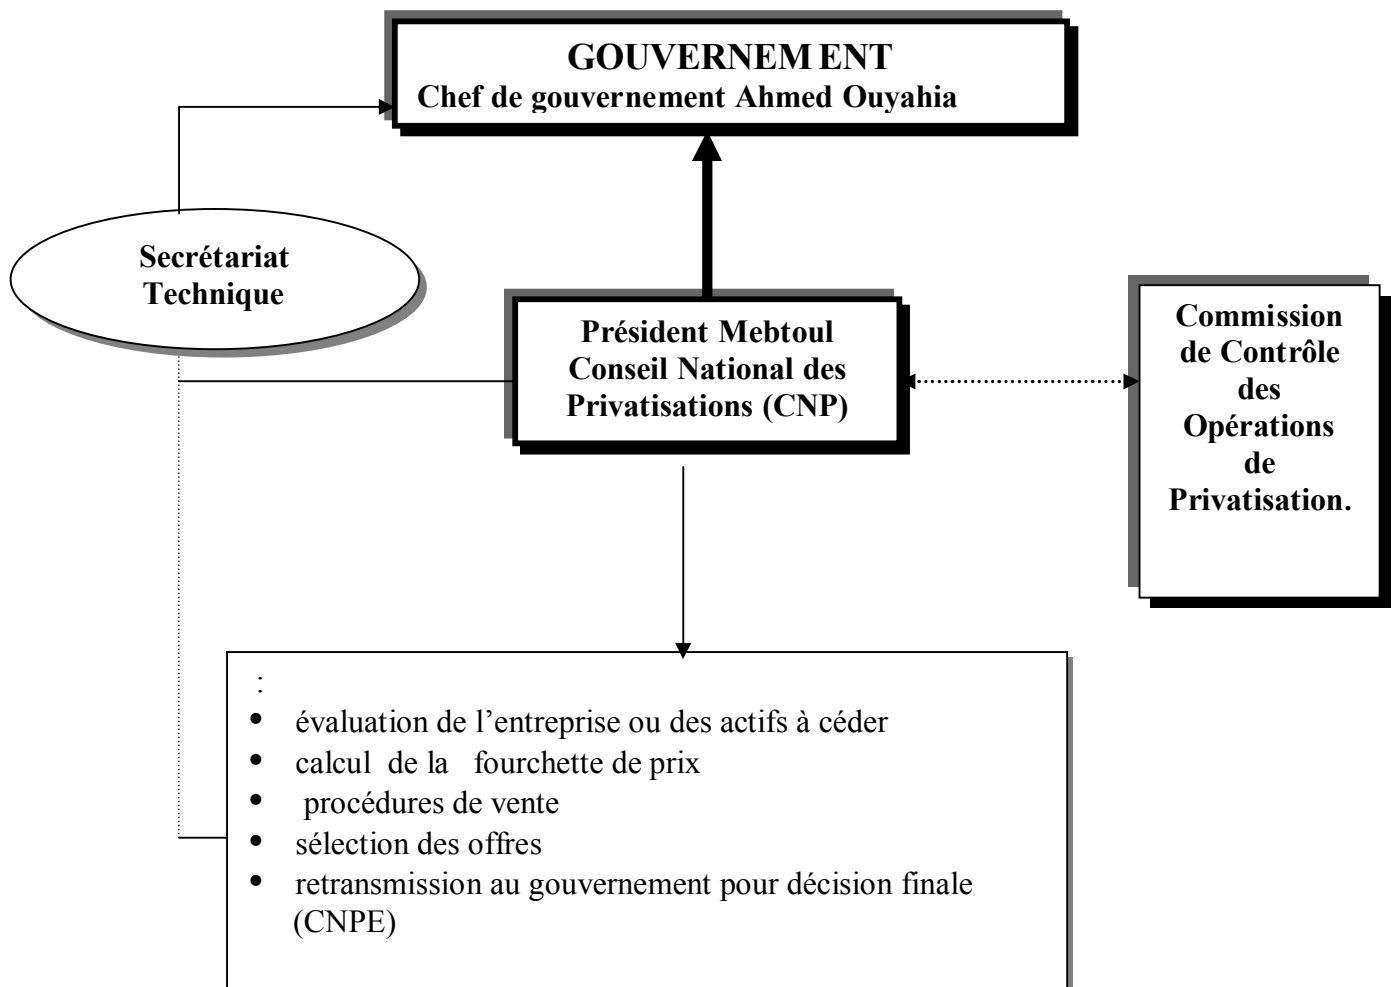 GOUVERNEM ENT
Chef de gouvernement Ahmed Ouyahia
Secrétariat
Technique
Président Mebtoul
Conseil National des
Privatisations (CNP)
Commission
de Contrôle
des
Opérations
de
Privatisation.
:
• évaluation de l’entreprise ou des actifs à céder
• calcul de la fourchette de prix
• procédures de vente
• sélection des offres
• retransmission au gouvernement pour décision finale
(CNPE)